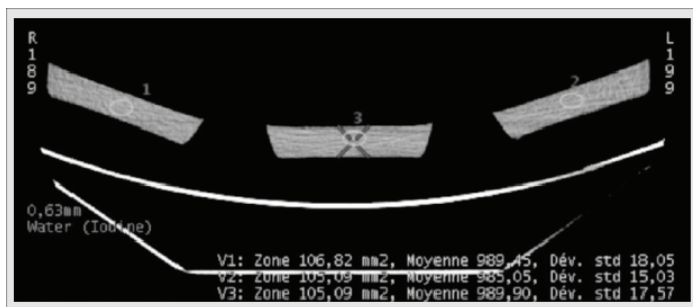 R
1
8
9
L
1
9
9
1
2
3
0,63mm
Water (Iodine)
V1: Zone 106,82 mm2, Moyenne 989,45, Dév. std 18,05
V2: Zone 105,09 mm2, Moyenne 985,05, Dév. std 15,03
V3: Zone 105,09 mm2, Moyenne 989,90, Dév. std 17,57